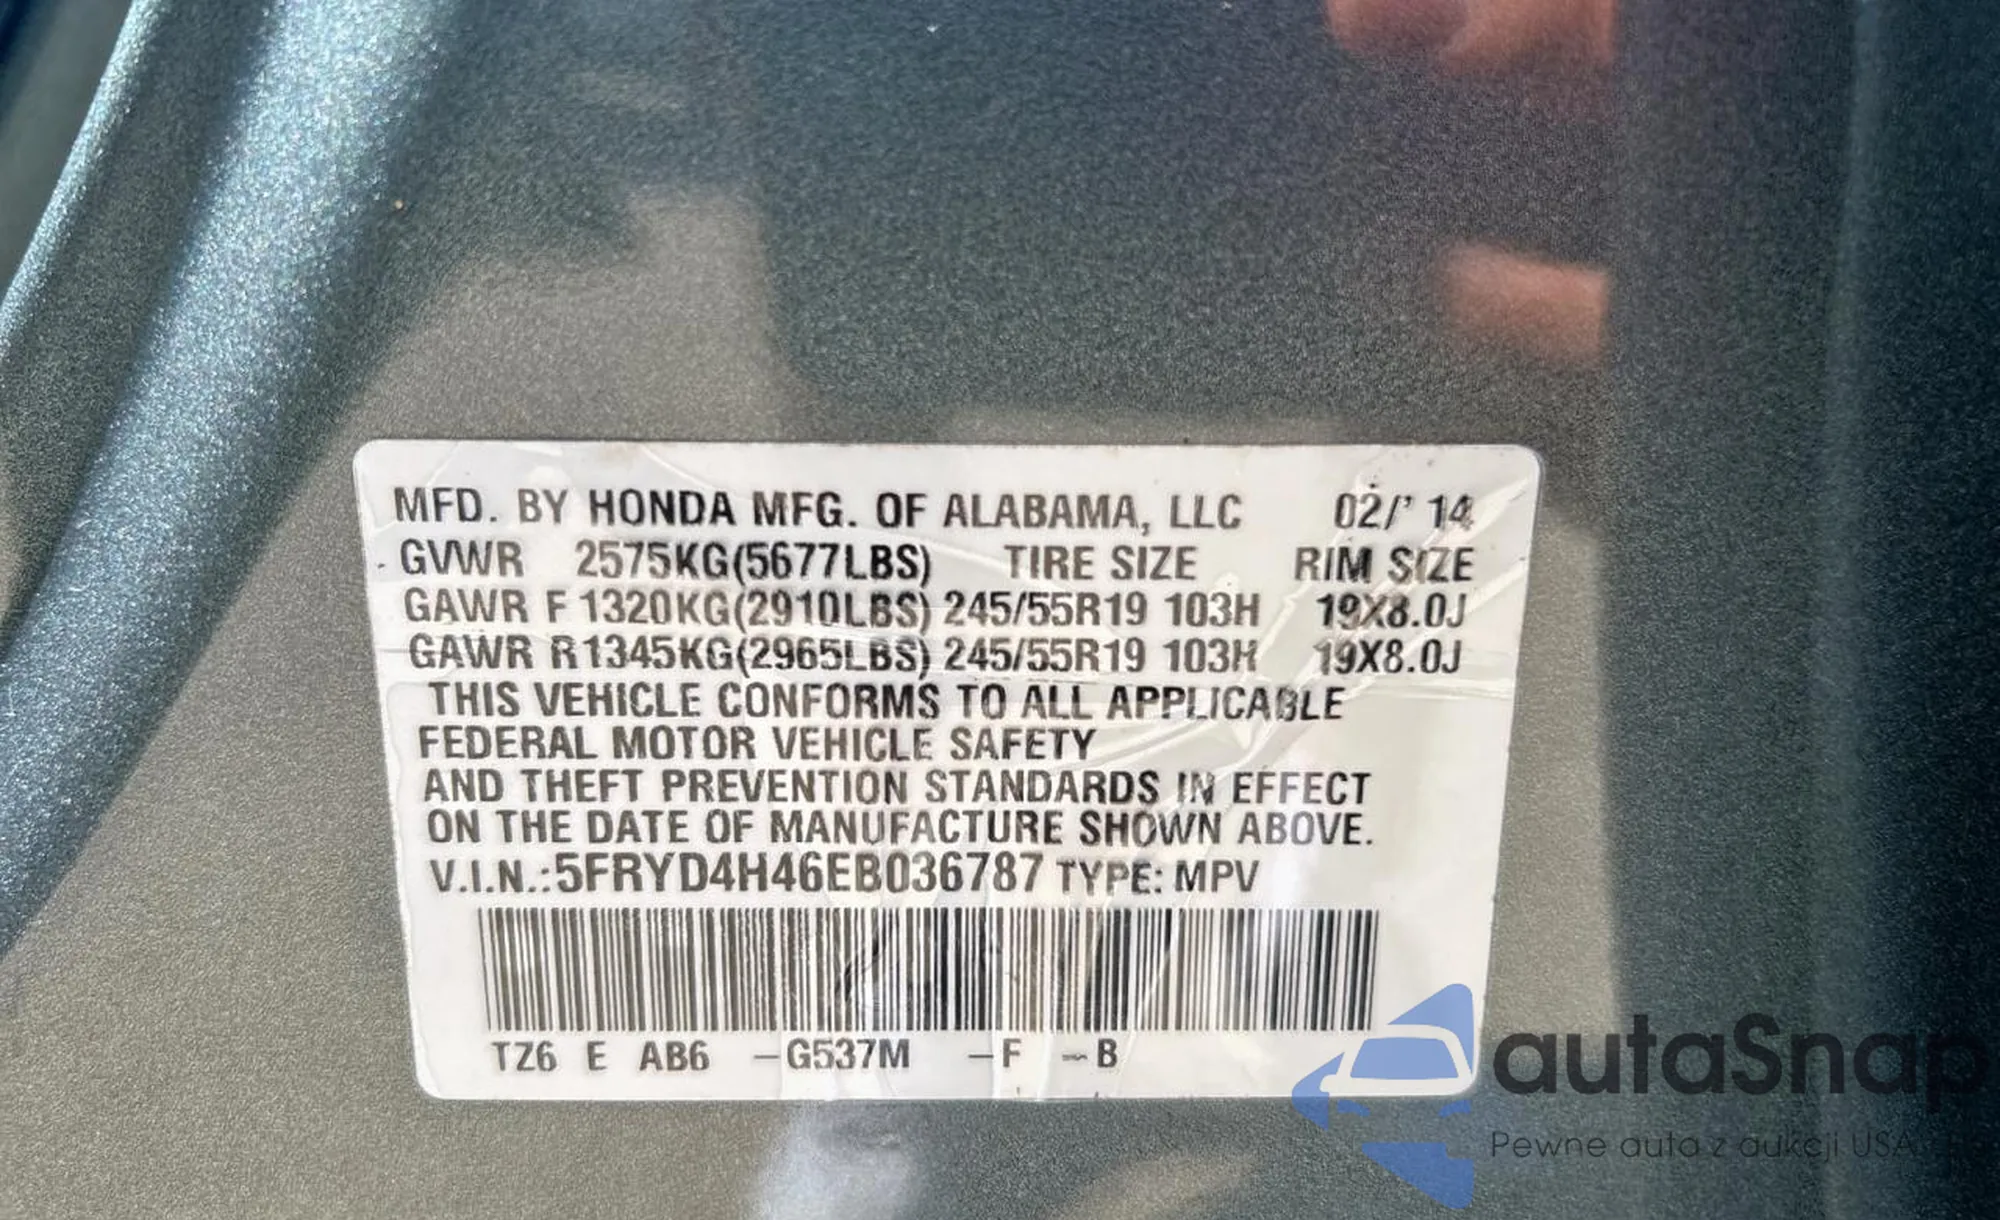 MFD. BY HONDA MFG. OF ALABAMA, LLC 02/' 14
GVWR 2575KG(5677LBS) TIRE SIZE RIM SIZE
GAWR F 1320KG(2910LBS) 245/55R19 103H 19X8.0J
GAWR R 1345KG(2965LBS) 245/55R19 103H 19X8.0J
THIS VEHICLE CONFORMS TO ALL APPLICABLE
FEDERAL MOTOR VEHICLE SAFETY
AND THEFT PREVENTION STANDARDS IN EFFECT
ON THE DATE OF MANUFACTURE SHOWN ABOVE.
V.I.N.:5FRYD4H46EB036787 TYPE: MPV
TZ6 E AB6 –G537M –F –B
autaSnap
Pewne auta z aukcji USA